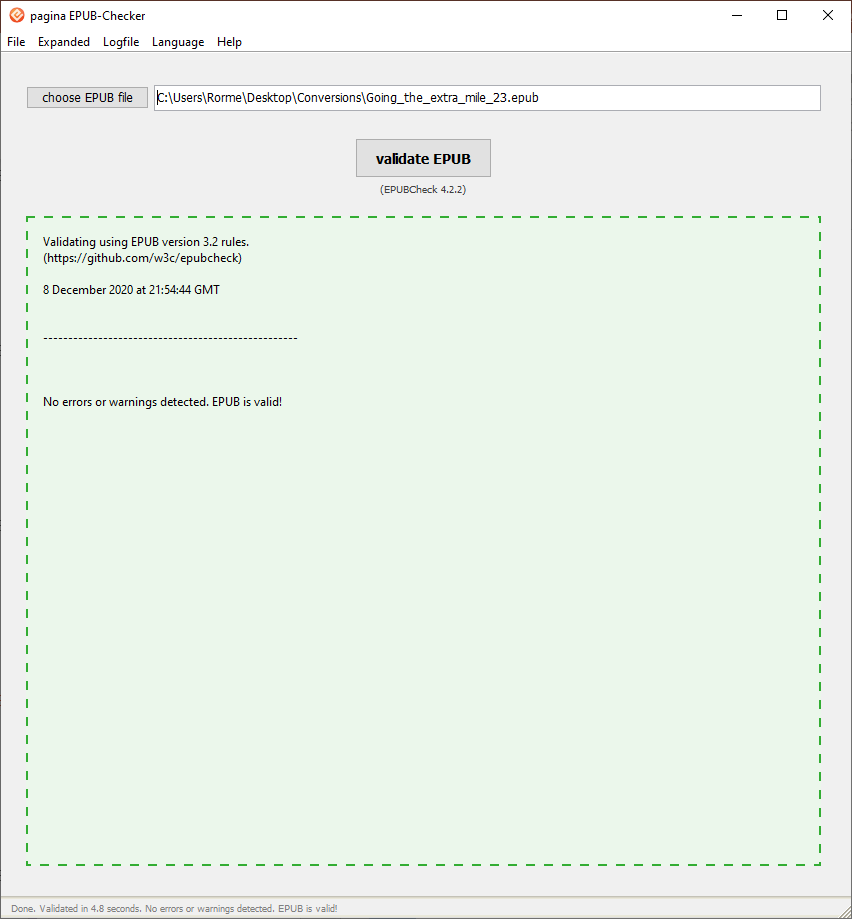 pagina EPUB-Checker
File Expanded Logfile Language Help
choose EPUB file C:\Users\Rorme\Desktop\Conversions\Going_the_extra_mile_23.epub
validate EPUB
(EPUBCheck 4.2.2)
Validating using EPUB version 3.2 rules.
(https://github.com/w3c/epubcheck)
8 December 2020 at 21:54:44 GMT
---------------------------------------------------
No errors or warnings detected. EPUB is valid!
Done. Validated in 4.8 seconds. No errors or warnings detected. EPUB is valid!